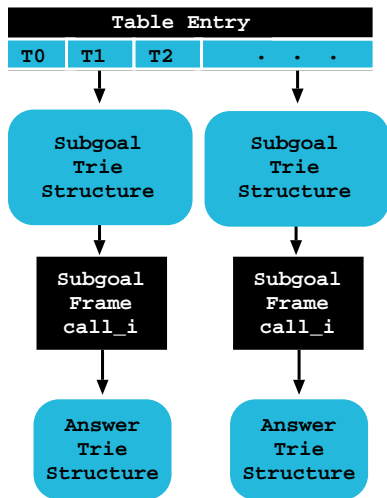 Table Entry
T0 T1 T2 . . .
Subgoal
Trie
Structure
Subgoal
Trie
Structure
Subgoal
Frame
call_i
Subgoal
Frame
call_i
Answer
Trie
Structure
Answer
Trie
Structure